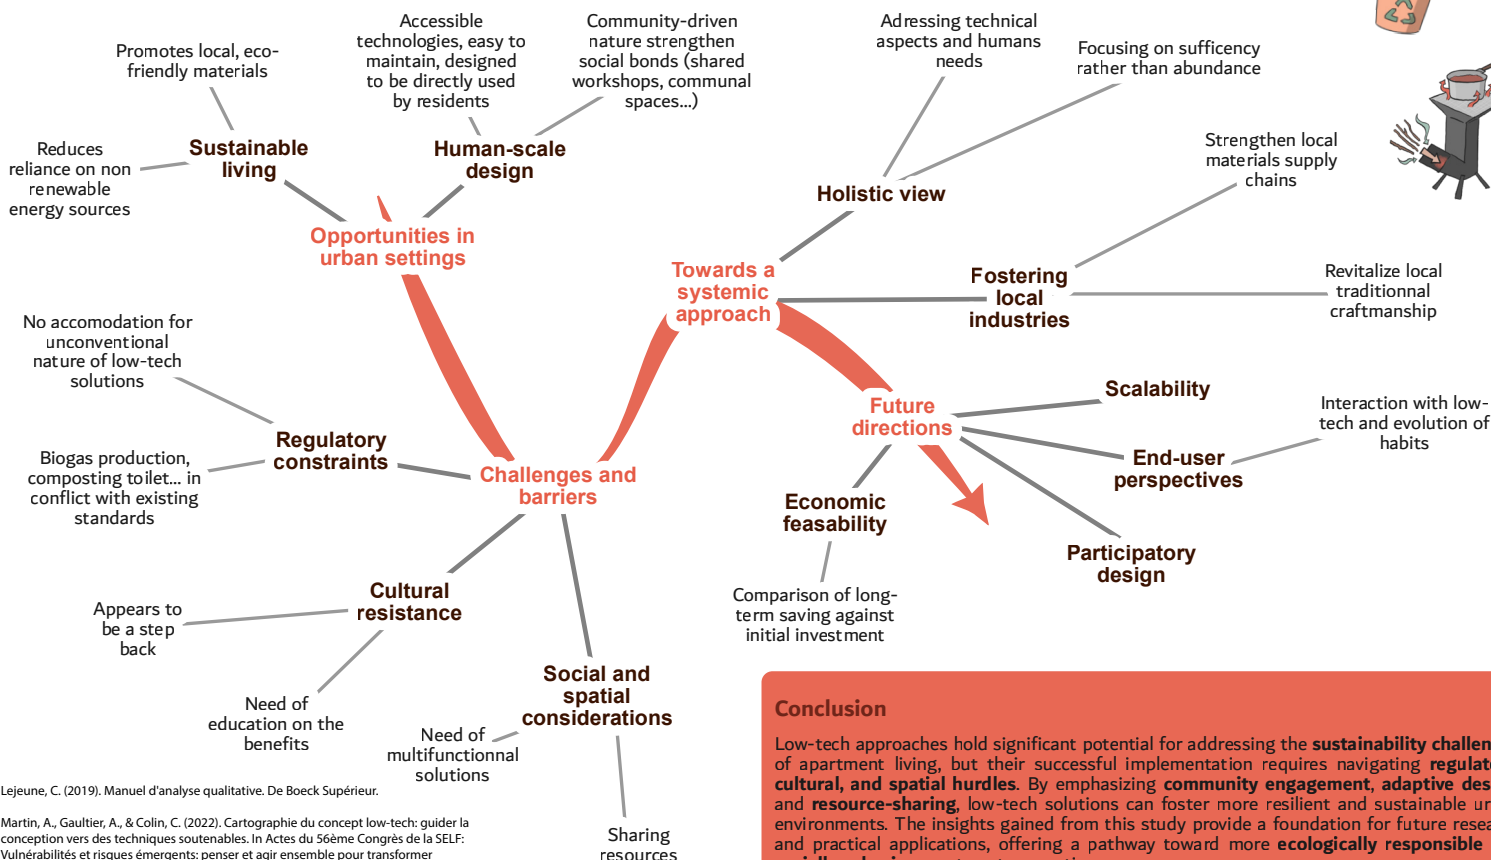 Promotes local, eco-
friendly materials
Accessible
technologies, easy to
maintain, designed
to be directly used
by residents
Community-driven
nature strengthen
social bonds (shared
workshops, communal
spaces...)
Reduces
reliance on non
renewable
energy sources
Sustainable
living
Human-scale
design
Opportunities in
urban settings
Adressing technical
aspects and humans
needs
Focusing on sufficency
rather than abundance
Holistic view
Strengthen local
materials supply
chains
Towards a
systemic
approach
Fostering
local
industries
Revitalize local
traditionnal
craftmanship
No accomodation for
unconventional
nature of low-tech
solutions
Regulatory
constraints
Biogas production,
composting toilet... in
conflict with existing
standards
Challenges and
barriers
Future
directions
Scalability
Interaction with low-
tech and evolution of
habits
End-user
perspectives
Economic
feasability
Participatory
design
Comparison of long-
term saving against
initial investment
Cultural
resistance
Appears to
be a step
back
Need of
education on the
benefits
Social and
spatial
considerations
Need of
multifunctionnal
solutions
Sharing
resources
Conclusion
Low-tech approaches hold significant potential for addressing the sustainability challen
of apartment living, but their successful implementation requires navigating regulat
cultural, and spatial hurdles. By emphasizing community engagement, adaptive des
and resource-sharing, low-tech solutions can foster more resilient and sustainable ur
environments. The insights gained from this study provide a foundation for future resea
and practical applications, offering a pathway toward more ecologically responsible
Lejeune, C. (2019). Manuel d'analyse qualitative. De Boeck Supérieur.
Martin, A., Gaultier, A., & Colin, C. (2022). Cartographie du concept low-tech: guider la
conception vers des techniques soutenables. In Actes du 56ème Congrès de la SELF:
Vulnérabilités et risques émergents: penser et agir ensemble pour transformer